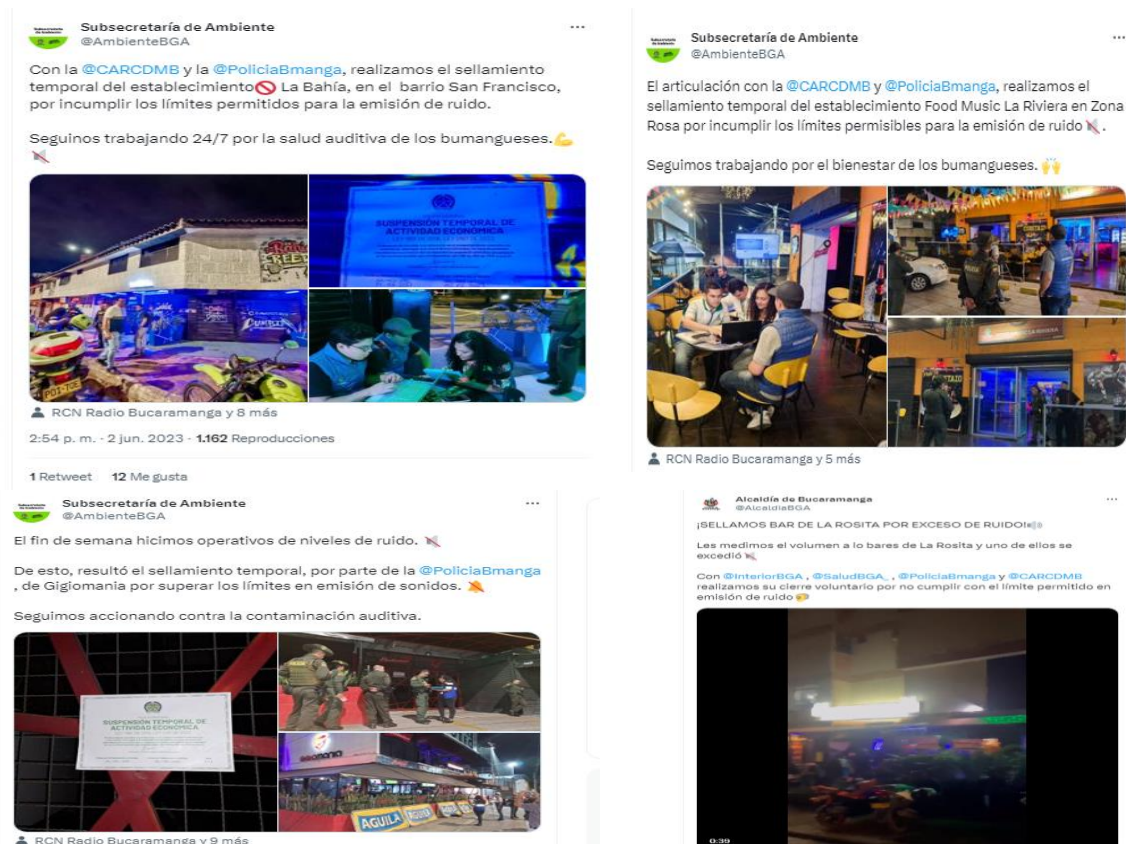 Subsecretaría de Ambiente
@AmbienteBGA
Con la @CARCDMB y la @PoliciaBmanga, realizamos el sellamiento
temporal del establecimiento🚫 La Bahía, en el barrio San Francisco,
por incumplir los límites permitidos para la emisión de ruido.
Seguinos trabajando 24/7 por la salud auditiva de los bumangueses.💪
🔇
SUSPENSIÓN TEMPORAL DE
ACTIVIDAD ECONÓMICA
RCN Radio Bucaramanga y 8 más
2:54 p. m. · 2 jun. 2023 · 1.162 Reproducciones
1 Retweet 12 Me gusta
Subsecretaría de Ambiente
@AmbienteBGA
El articulación con la @CARCDMB y @PoliciaBmanga, realizamos el
sellamiento temporal del establecimiento Food Music La Riviera en Zona
Rosa por incumplir los límites permisibles para la emisión de ruido🔇.
Seguimos trabajando por el bienestar de los bumangueses. 🙌
RCN Radio Bucaramanga y 5 más
Subsecretaría de Ambiente
@AmbienteBGA
El fin de semana hicimos operativos de niveles de ruido. 🔇
De esto, resultó el sellamiento temporal, por parte de la @PoliciaBmanga
, de Gigiomania por superar los límites en emisión de sonidos. 🔕
Seguimos accionando contra la contaminación auditiva.
SUSPENSIÓN TEMPORAL DE
ACTIVIDAD ECONÓMICA
AGUILA
RCN Radio Bucaramanga y 9 más
Alcaldía de Bucaramanga
@AlcaldiaBGA
¡SELLAMOS BAR DE LA ROSITA POR EXCESO DE RUIDO!🔊
Les medimos el volumen a lo bares de La Rosita y uno de ellos se
excedió🔇
Con @InteriorBGA , @SaludBGA_ , @PoliciaBmanga y @CARCDMB
realizamos su cierre voluntario por no cumplir con el límite permitido en
emisión de ruido
0:39